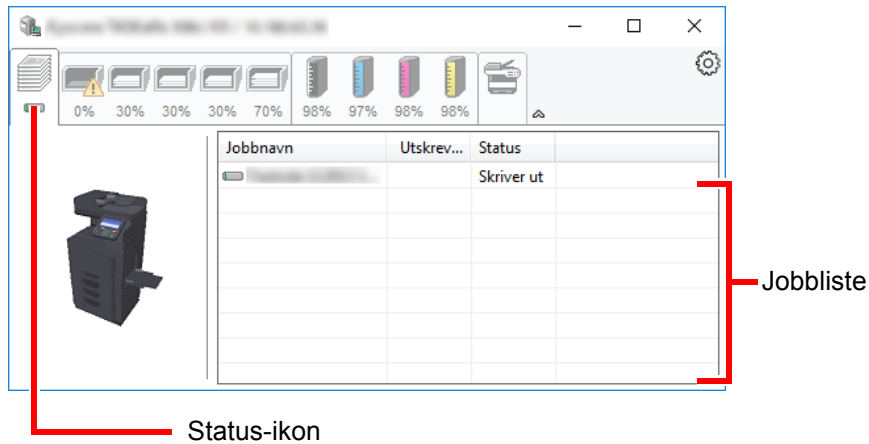 0% 30% 30% 30% 70% 98% 97% 98% 98%
Jobbnavn Utskrev... Status
Skriver ut
Jobbliste
Status-ikon